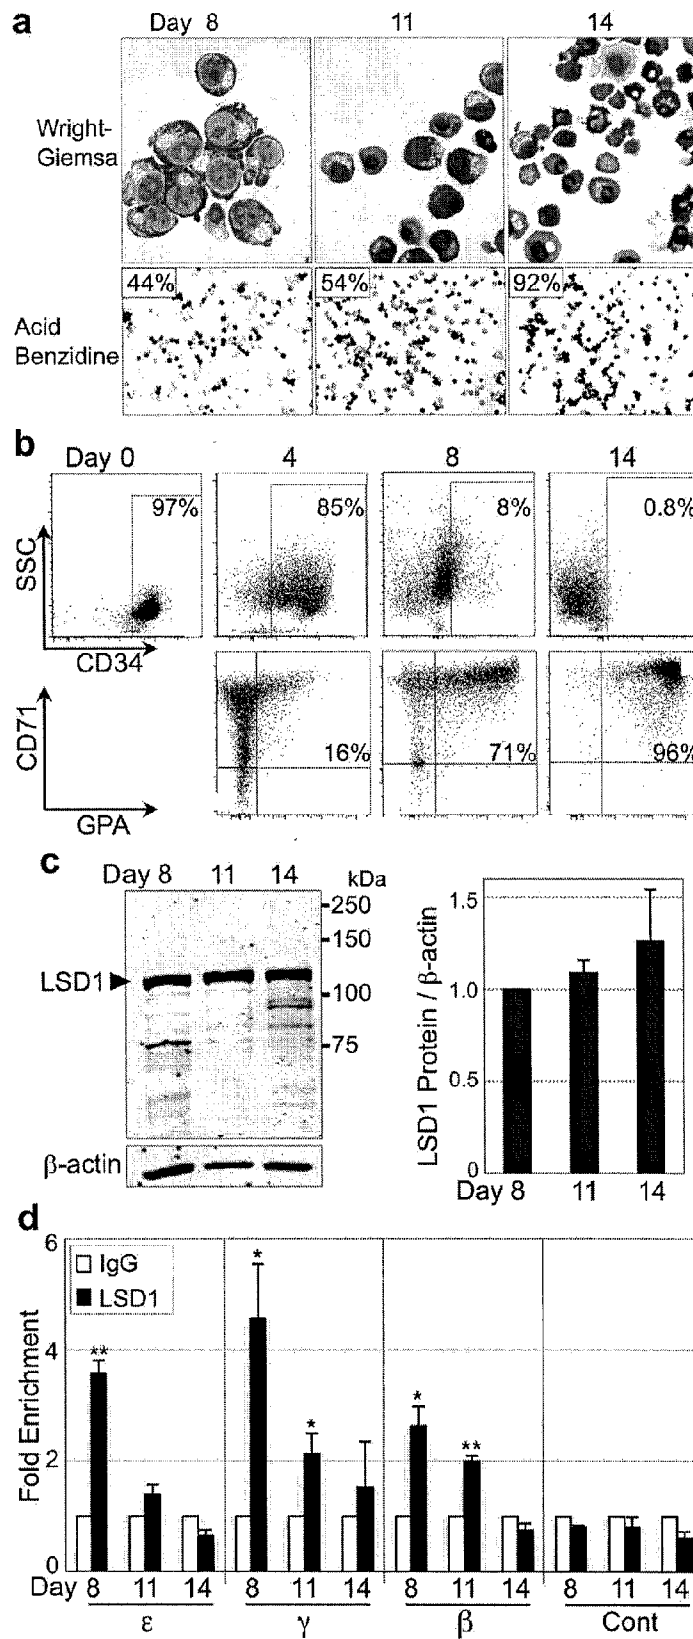 a
Day 8 11 14
Wright-
Giemsa
44% 54% 92%
Acid
Benzidine
b
Day 0 4 8 14
97% 85% 8% 0.8%
SSC
CD34
CD71
16% 71% 96%
GPA
c
Day 8 11 14 kDa
250
150
LSD1
100
75
β-actin
LSD1 Protein / β-actin
1.5
1.0
0.5
0
Day 8 11 14
d
6
IgG
LSD1
* ** * * * **
4
Fold Enrichment
2
0
Day 8 11 14 8 11 14 8 11 14 8 11 14
ε γ β Cont